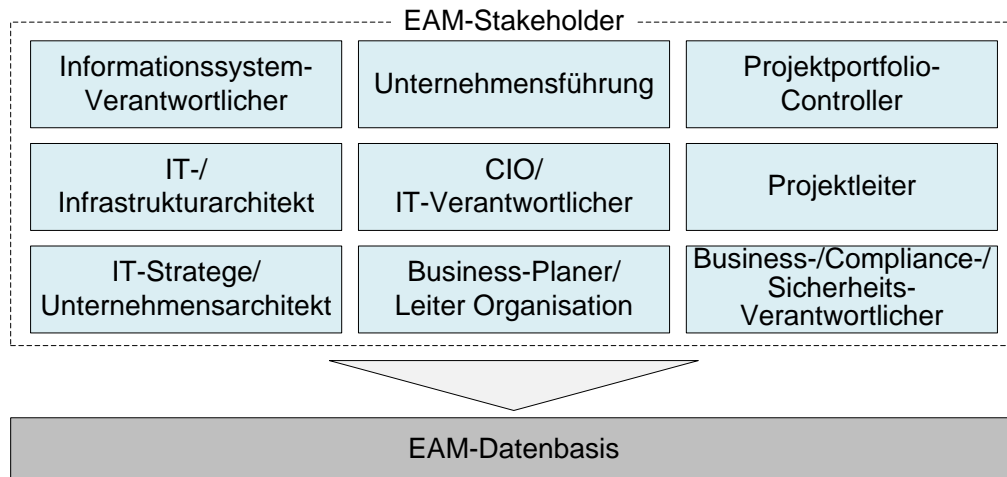 EAM-Stakeholder
Informationssystem-
Verantwortlicher
Unternehmensführung
Projektportfolio-
Controller
IT-/
Infrastrukturarchitekt
CIO/
IT-Verantwortlicher
Projektleiter
IT-Stratege/
Unternehmensarchitekt
Business-Planer/
Leiter Organisation
Business-/Compliance-/
Sicherheits-
Verantwortlicher
EAM-Datenbasis